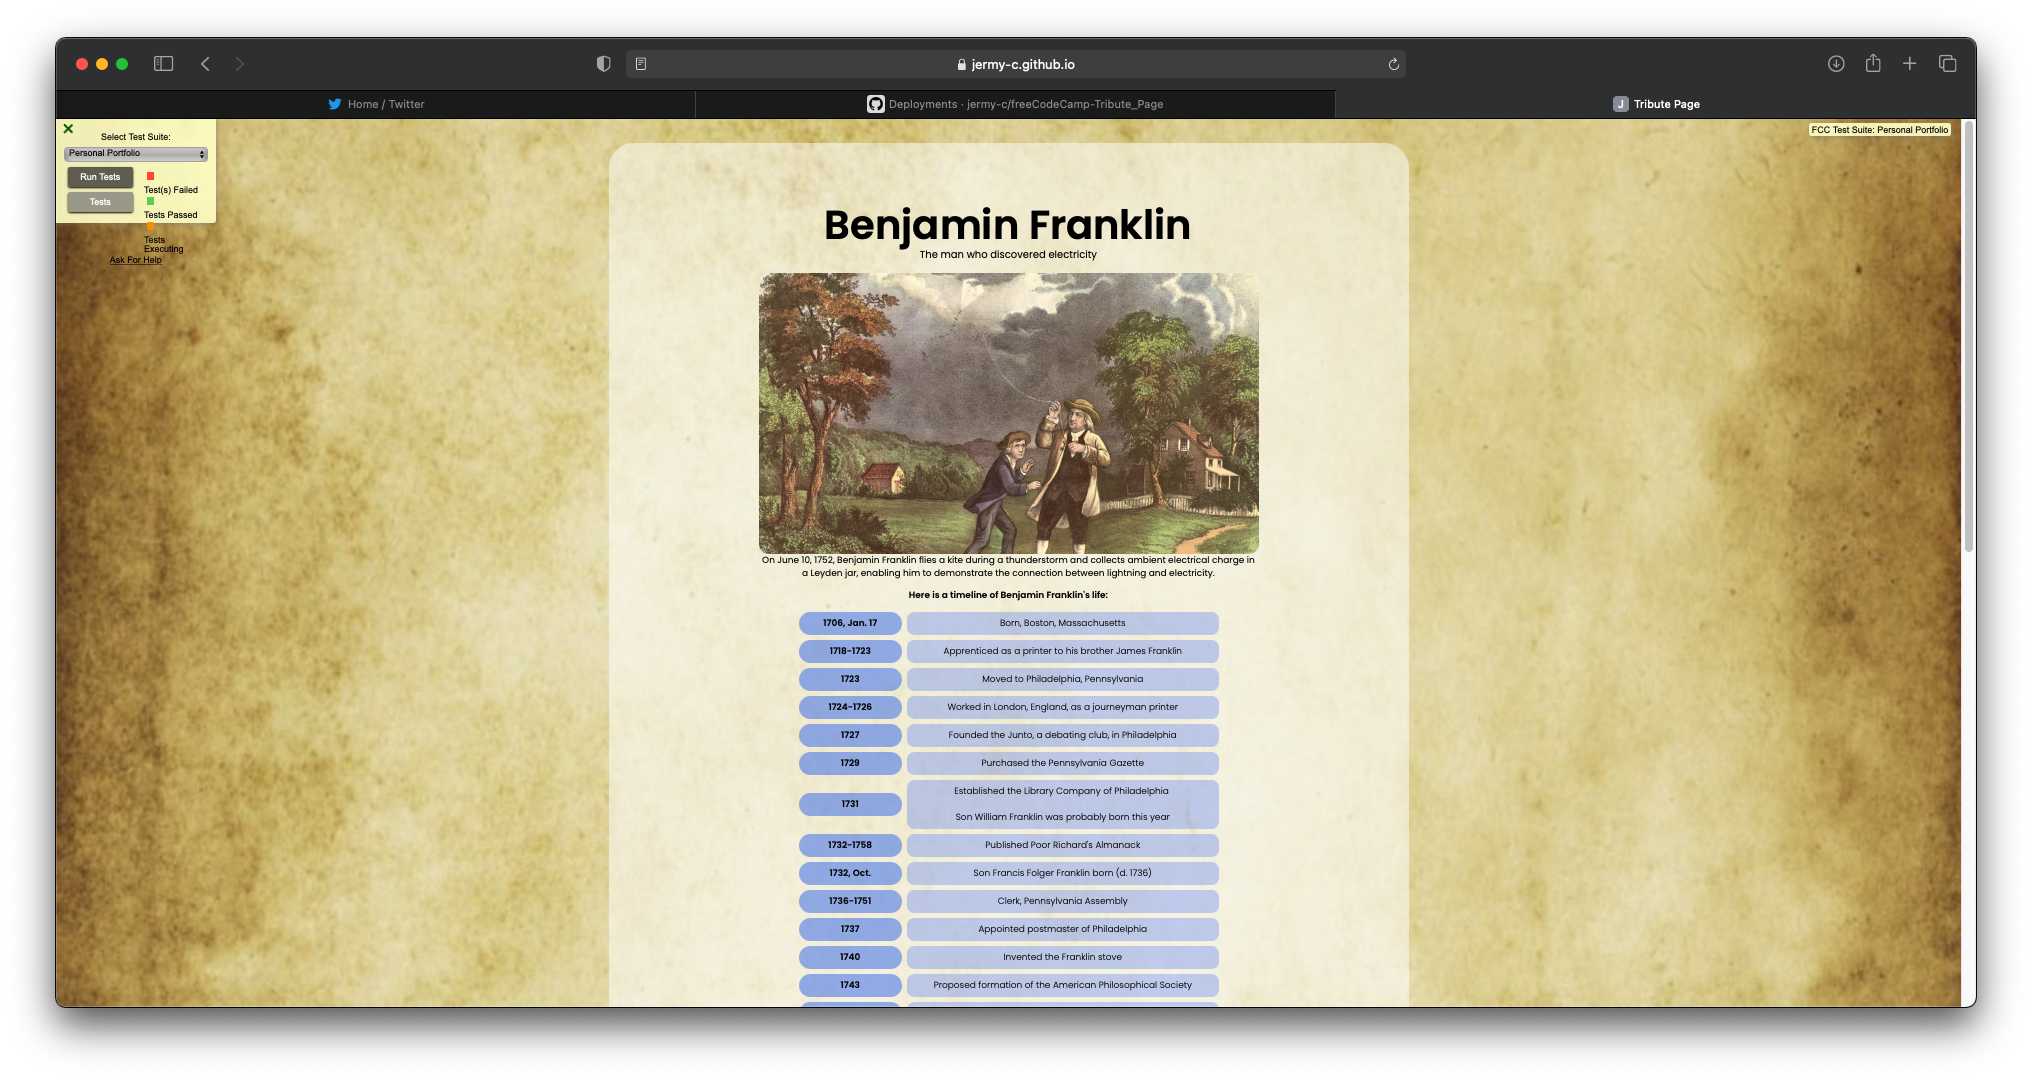 jermy-c.github.io
Home / Twitter
Deployments · jermy-c/freeCodeCamp-Tribute_Page
J Tribute Page
Select Test Suite:
Personal Portfolio
Run Tests
Tests
Test(s) Failed
Tests Passed
Tests
Executing
Ask For Help
FCC Test Suite: Personal Portfolio
Benjamin Franklin
The man who discovered electricity
On June 10, 1752, Benjamin Franklin flies a kite during a thunderstorm and collects ambient electrical charge in
a Leyden jar, enabling him to demonstrate the connection between lightning and electricity.
Here is a timeline of Benjamin Franklin's life:
1706, Jan. 17 Born, Boston, Massachusetts
1718-1723 Apprenticed as a printer to his brother James Franklin
1723 Moved to Philadelphia, Pennsylvania
1724-1726 Worked in London, England, as a journeyman printer
1727 Founded the Junto, a debating club, in Philadelphia
1729 Purchased the Pennsylvania Gazette
1731 Established the Library Company of Philadelphia
Son William Franklin was probably born this year
1732-1758 Published Poor Richard's Almanack
1732, Oct. Son Francis Folger Franklin born (d. 1736)
1736-1751 Clerk, Pennsylvania Assembly
1737 Appointed postmaster of Philadelphia
1740 Invented the Franklin stove
1743 Proposed formation of the American Philosophical Society